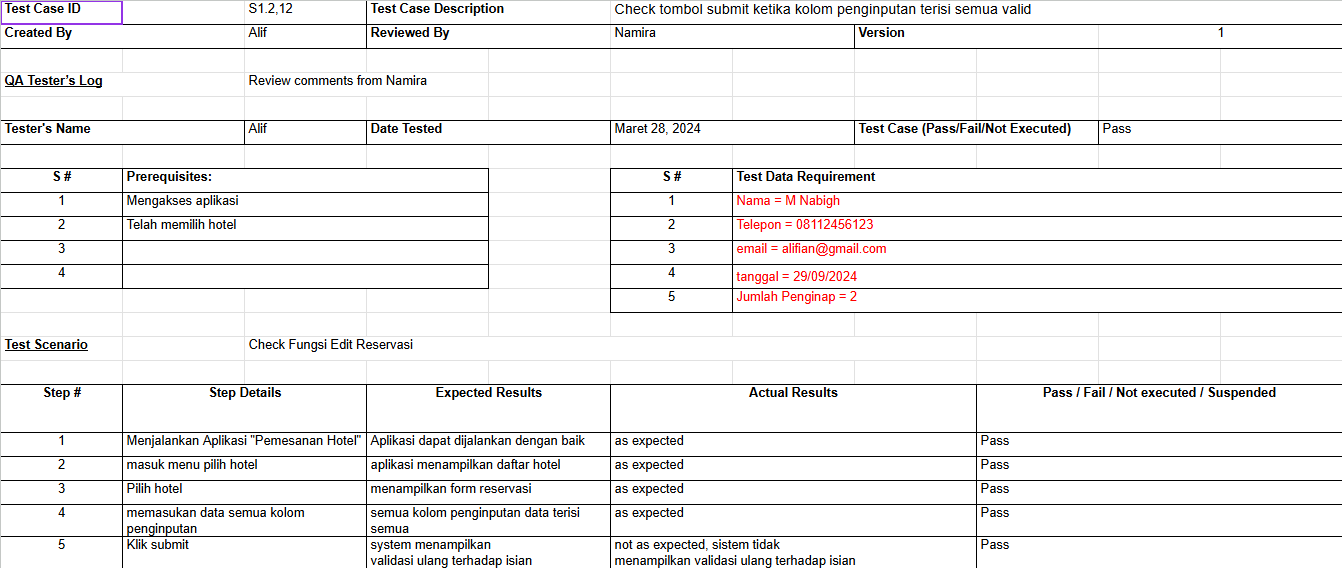 Test Case ID S1.2,12 Test Case Description Check tombol submit ketika kolom penginputan terisi semua valid
Created By Alif Reviewed By Namira Version 1
QA Tester's Log Review comments from Namira
Tester's Name Alif Date Tested Maret 28, 2024 Test Case (Pass/Fail/Not Executed) Pass
S # Prerequisites: S # Test Data Requirement
1 Mengakses aplikasi 1 Nama = M Nabigh
2 Telah memilih hotel 2 Telepon = 08112456123
3 3 email = alifian@gmail.com
4 4 tanggal = 29/09/2024
5 Jumlah Penginap = 2
Test Scenario Check Fungsi Edit Reservasi
Step # Step Details Expected Results Actual Results Pass / Fail / Not executed / Suspended
1 Menjalankan Aplikasi "Pemesanan Hotel" Aplikasi dapat dijalankan dengan baik as expected Pass
2 masuk menu pilih hotel aplikasi menampilkan daftar hotel as expected Pass
3 Pilih hotel menampilkan form reservasi as expected Pass
4 memasukan data semua kolom semua kolom penginputan data terisi as expected Pass
penginputan semua
5 Klik submit system menampilkan not as expected, sistem tidak Pass
validasi ulang terhadap isian menampilkan validasi ulang terhadap isian